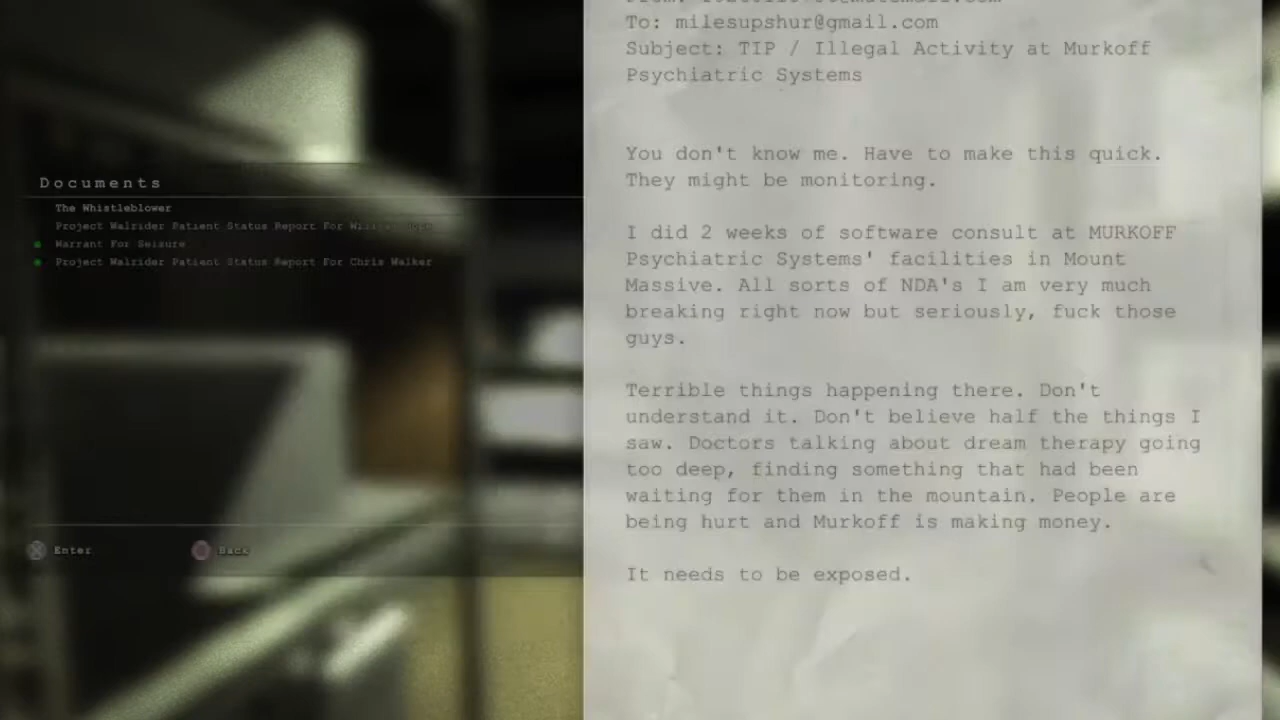 To: milesupshur@gmail.com
Subject: TIP / Illegal Activity at Murkoff
Psychiatric Systems
You don't know me. Have to make this quick.
They might be monitoring.
I did 2 weeks of software consult at MURKOFF
Psychiatric Systems' facilities in Mount
Massive. All sorts of NDA's I am very much
breaking right now but seriously, fuck those
guys.
Terrible things happening there. Don't
understand it. Don't believe half the things I
saw. Doctors talking about dream therapy going
too deep, finding something that had been
waiting for them in the mountain. People are
being hurt and Murkoff is making money.
It needs to be exposed.
Documents
The Whistleblower
Project Walrider Patient Status Report For
Warrant For Seizure
Project Walrider Patient Status Report For Chris Walker
Enter
Back